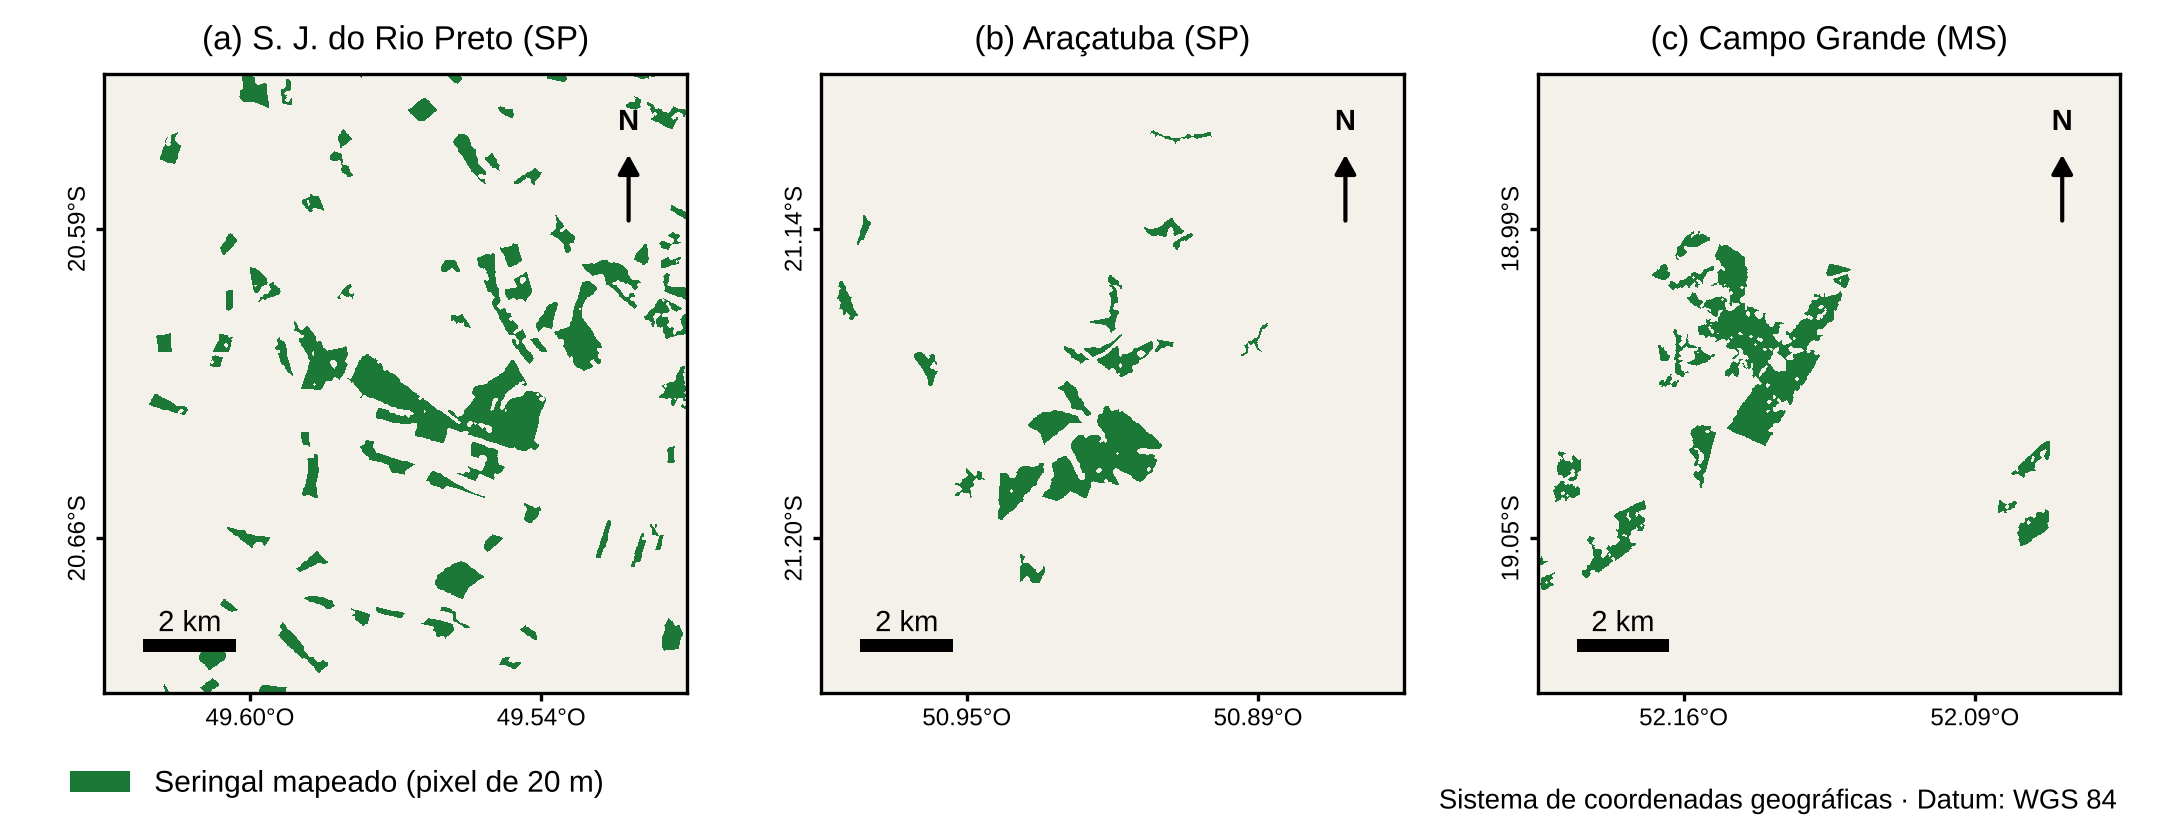 (a) S. J. do Rio Preto (SP)
(b) Araçatuba (SP)
(c) Campo Grande (MS)
N
N
N
20.59°S
20.66°S
21.14°S
21.20°S
18.99°S
19.05°S
2 km
2 km
2 km
49.60°O
49.54°O
50.95°O
50.89°O
52.16°O
52.09°O
Seringal mapeado (pixel de 20 m)
Sistema de coordenadas geográficas · Datum: WGS 84